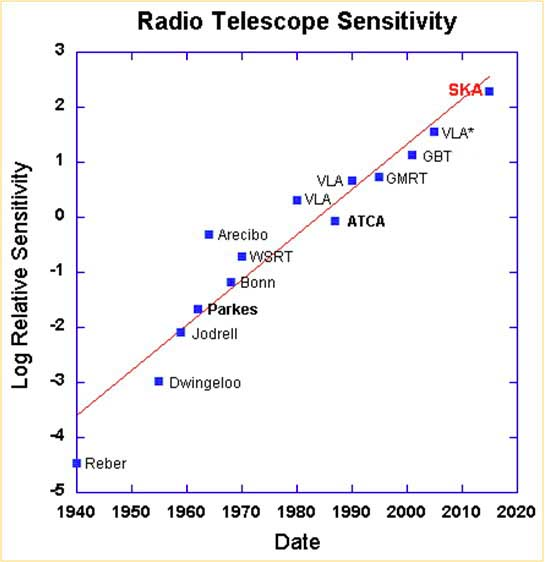 Radio Telescope Sensitivity
Log Relative Sensitivity
3
2
1
0
-1
-2
-3
-4
-5
SKA
VLA*
GBT
VLA
GMRT
VLA
ATCA
Arecibo
WSRT
Bonn
Parkes
Jodrell
Dwingeloo
Reber
1940 1950 1960 1970 1980 1990 2000 2010 2020
Date